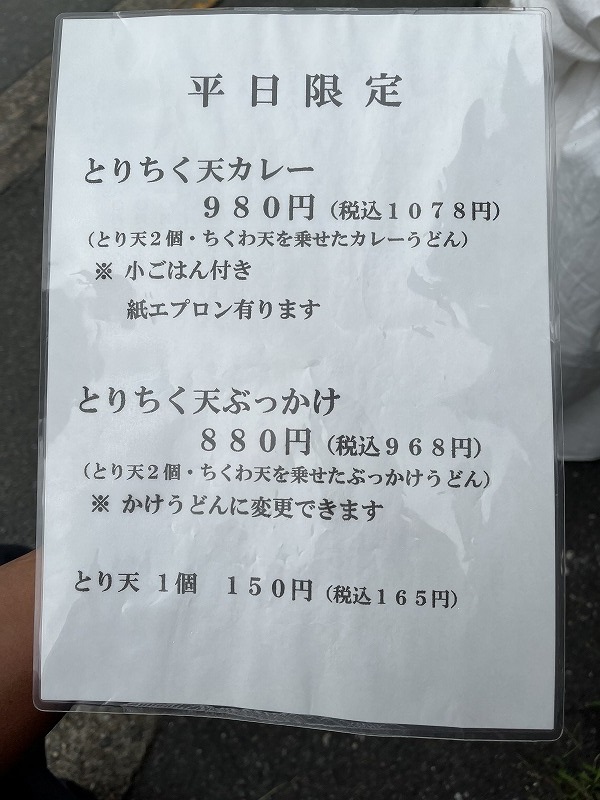 平日限定
とりちく天カレー
９８０円（税込１０７８円）
（とり天２個・ちくわ天を乗せたカレーうどん）
※ 小ごはん付き
紙エプロン有ります
とりちく天ぶっかけ
８８０円（税込９６８円）
（とり天２個・ちくわ天を乗せたぶっかけうどん）
※ かけうどんに変更できます
とり天 １個　１５０円（税込１６５円）